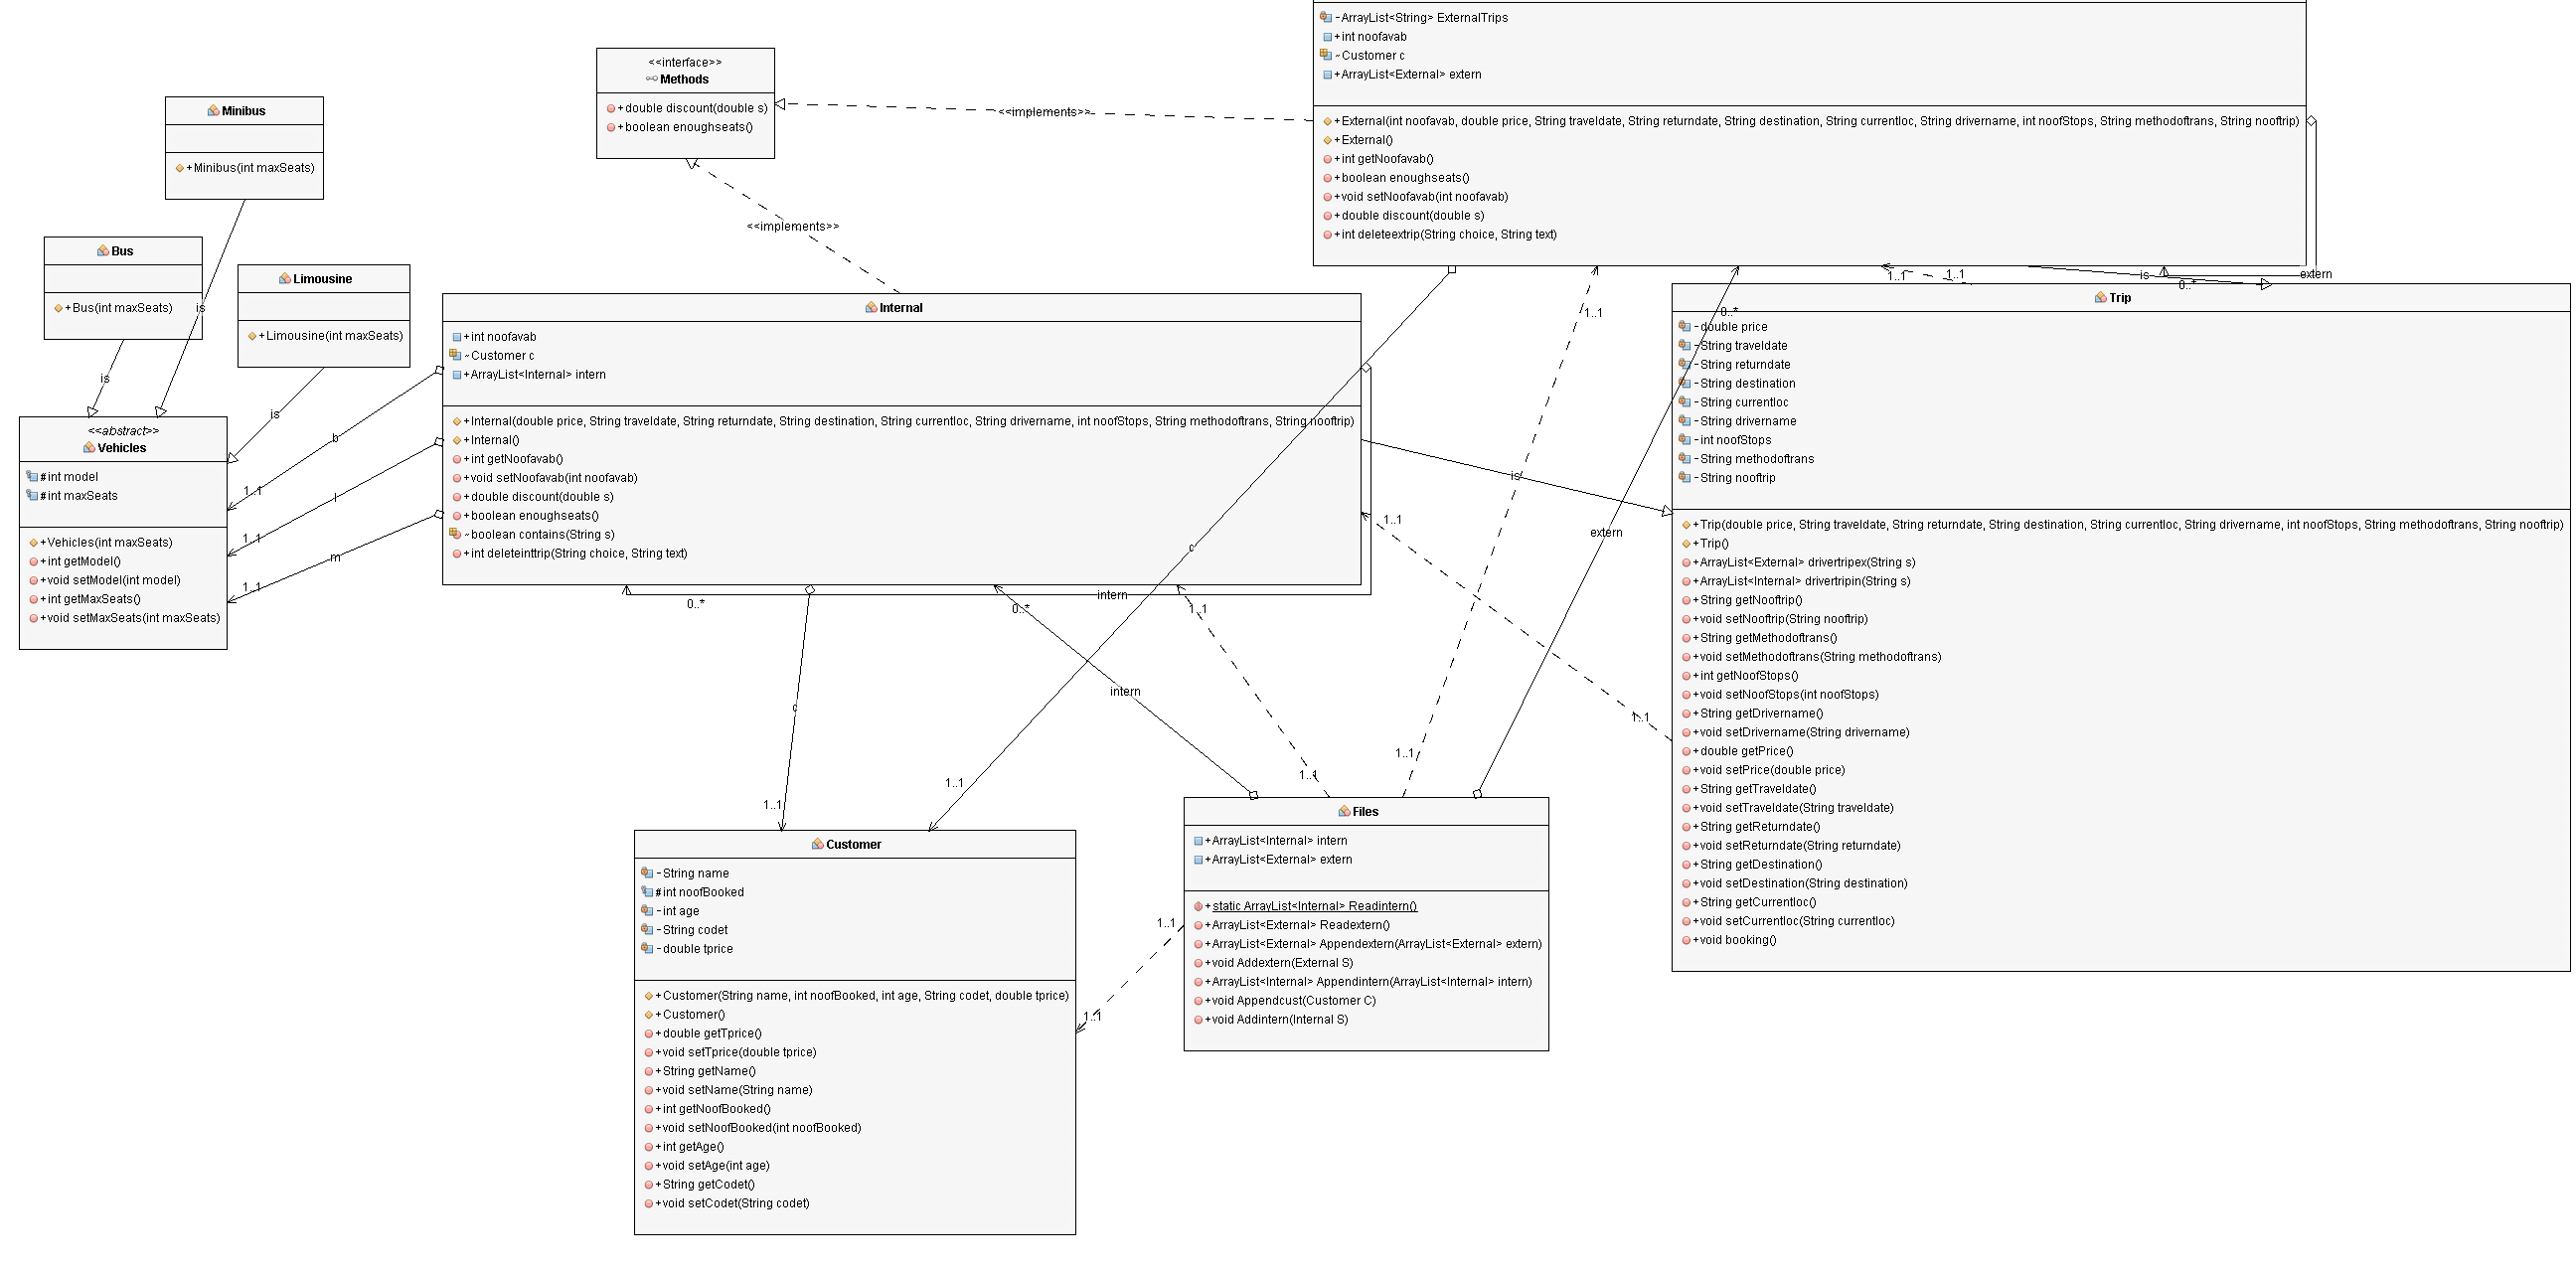 -ArrayList<String> ExternalTrips
+int noofavab
~Customer c
+ArrayList<External> extern
+External(int noofavab, double price, String traveldate, String returndate, String destination, String currentloc, String drivername, int noofStops, String methodoftrans, String nooftrip)
+External()
+int getNoofavab()
+boolean enoughseats()
+void setNoofavab(int noofavab)
+double discount(double s)
+int deleteextrip(String choice, String text)
<<interface>>
Methods
+double discount(double s)
+boolean enoughseats()
<<implements>>
<<implements>>
Minibus
+Minibus(int maxSeats)
Bus
+Bus(int maxSeats)
Limousine
+Limousine(int maxSeats)
is
is
is
<<abstract>>
Vehicles
#int model
#int maxSeats
+Vehicles(int maxSeats)
+int getModel()
+void setModel(int model)
+int getMaxSeats()
+void setMaxSeats(int maxSeats)
b
1..1
l
1..1
m
1..1
Internal
+int noofavab
~Customer c
+ArrayList<Internal> intern
+Internal(double price, String traveldate, String returndate, String destination, String currentloc, String drivername, int noofStops, String methodoftrans, String nooftrip)
+Internal()
+int getNoofavab()
+void setNoofavab(int noofavab)
+double discount(double s)
+boolean enoughseats()
~boolean contains(String s)
+int deleteinttrip(String choice, String text)
1..1
1..1
is
extern
0..*
0..*
1..1
is
extern
c
1..1
1..1
0..*
intern
0..*
1..1
intern
c
1..1
1..1
1..1
1..1
Trip
-double price
-String traveldate
-String returndate
-String destination
-String currentloc
-String drivername
-int noofStops
-String methodoftrans
-String nooftrip
+Trip(double price, String traveldate, String returndate, String destination, String currentloc, String drivername, int noofStops, String methodoftrans, String nooftrip)
+Trip()
+ArrayList<External> drivertripex(String s)
+ArrayList<Internal> drivertripin(String s)
+String getNooftrip()
+void setNooftrip(String nooftrip)
+String getMethodoftrans()
+void setMethodoftrans(String methodoftrans)
+int getNoofStops()
+void setNoofStops(int noofStops)
+String getDrivername()
+void setDrivername(String drivername)
+double getPrice()
+void setPrice(double price)
+String getTraveldate()
+void setTraveldate(String traveldate)
+String getReturndate()
+void setReturndate(String returndate)
+String getDestination()
+void setDestination(String destination)
+String getCurrentloc()
+void setCurrentloc(String currentloc)
+void booking()
Files
+ArrayList<Internal> intern
+ArrayList<External> extern
+static ArrayList<Internal> Readintern()
+ArrayList<External> Readextern()
+ArrayList<External> Appendextern(ArrayList<External> extern)
+void Addextern(External S)
+ArrayList<Internal> Appendintern(ArrayList<Internal> intern)
+void Appendcust(Customer C)
+void Addintern(Internal S)
1..1
1..1
Customer
-String name
#int noofBooked
-int age
-String codet
-double tprice
+Customer(String name, int noofBooked, int age, String codet, double tprice)
+Customer()
+double getTprice()
+void setTprice(double tprice)
+String getName()
+void setName(String name)
+int getNoofBooked()
+void setNoofBooked(int noofBooked)
+int getAge()
+void setAge(int age)
+String getCodet()
+void setCodet(String codet)